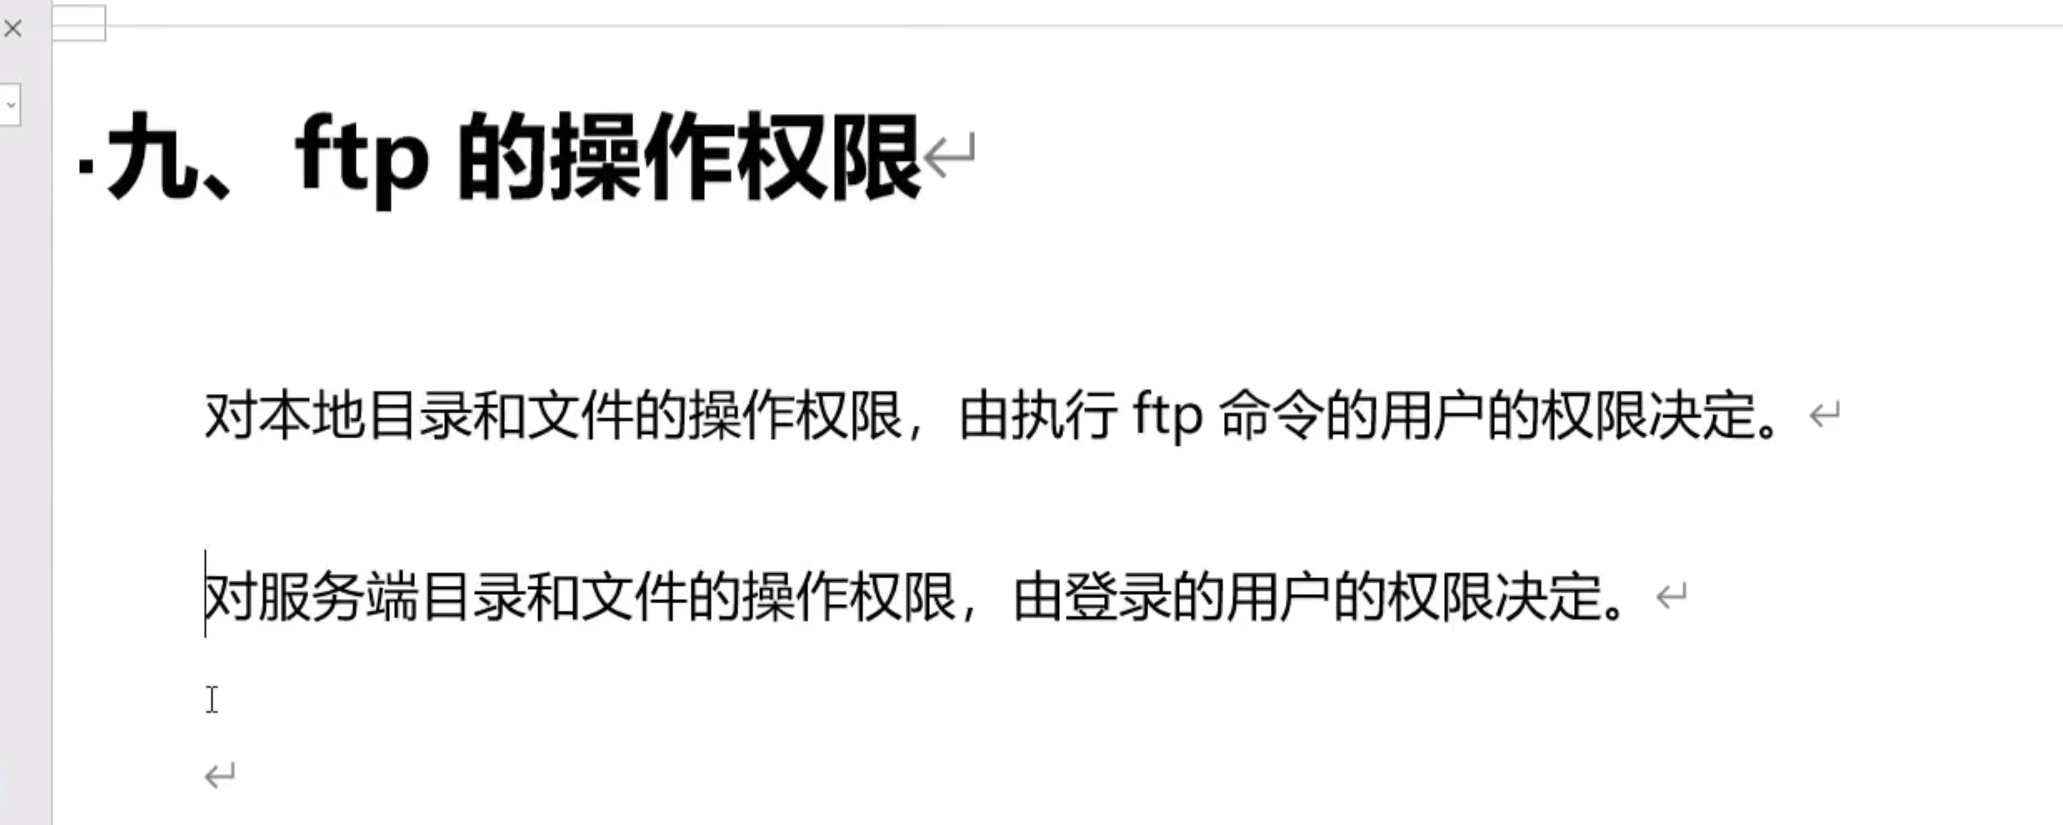 九、ftp 的操作权限
对本地目录和文件的操作权限，由执行 ftp 命令的用户的权限决定。
对服务端目录和文件的操作权限，由登录的用户的权限决定。